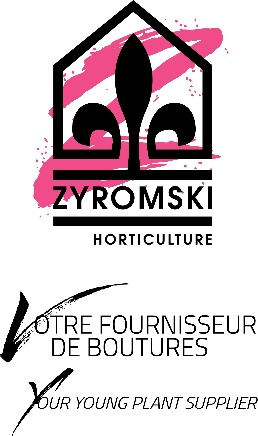 ZYROMSKI
HORTICULTURE
VOTRE FOURNISSEUR
DE BOUTURES
YOUR YOUNG PLANT SUPPLIER